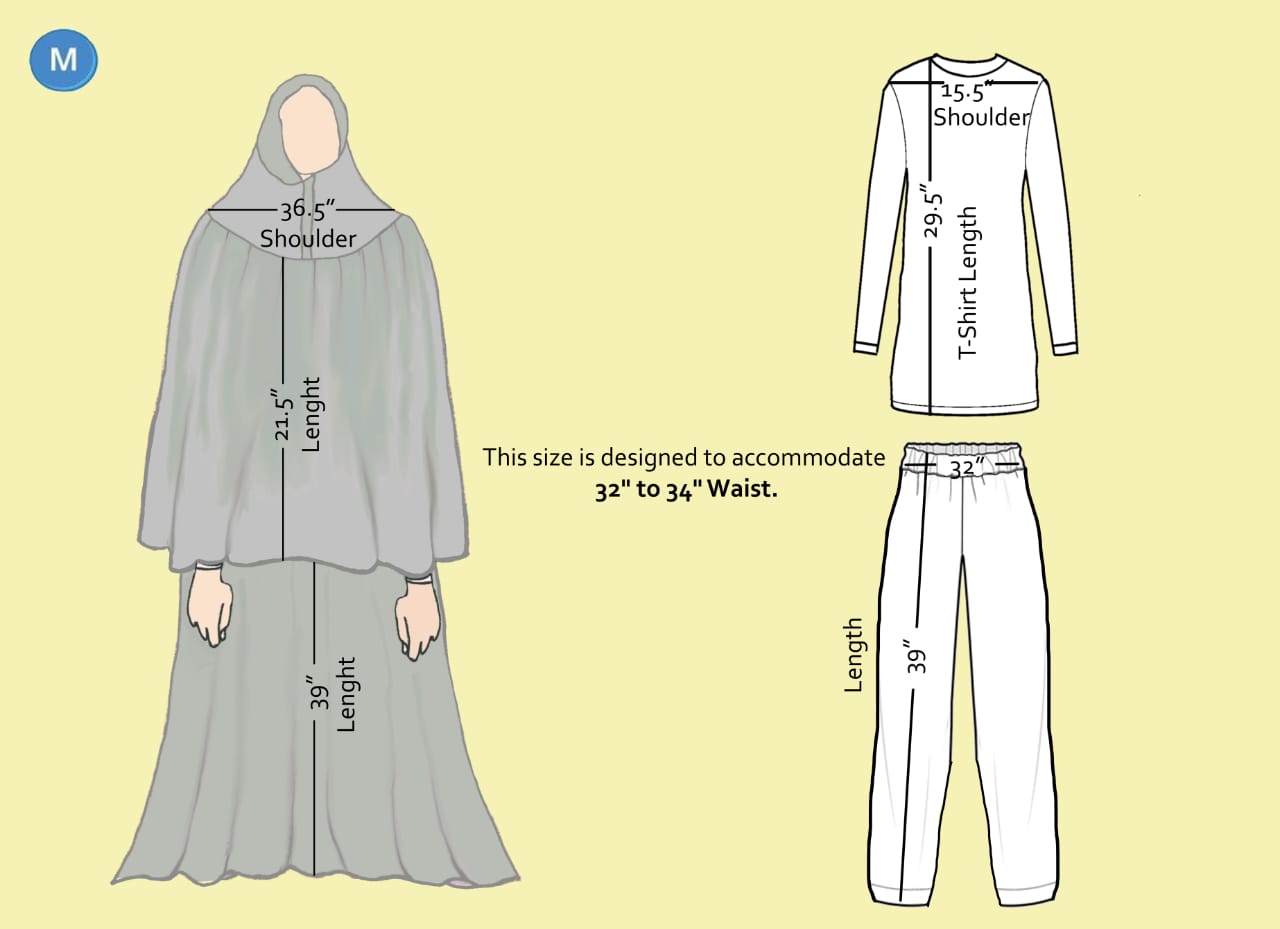 M
36.5”
Shoulder
21.5”
Lenght
39”
Lenght
This size is designed to accommodate
32" to 34" Waist.
15.5”
Shoulder
29.5”
T-Shirt Length
32”
39”
Length